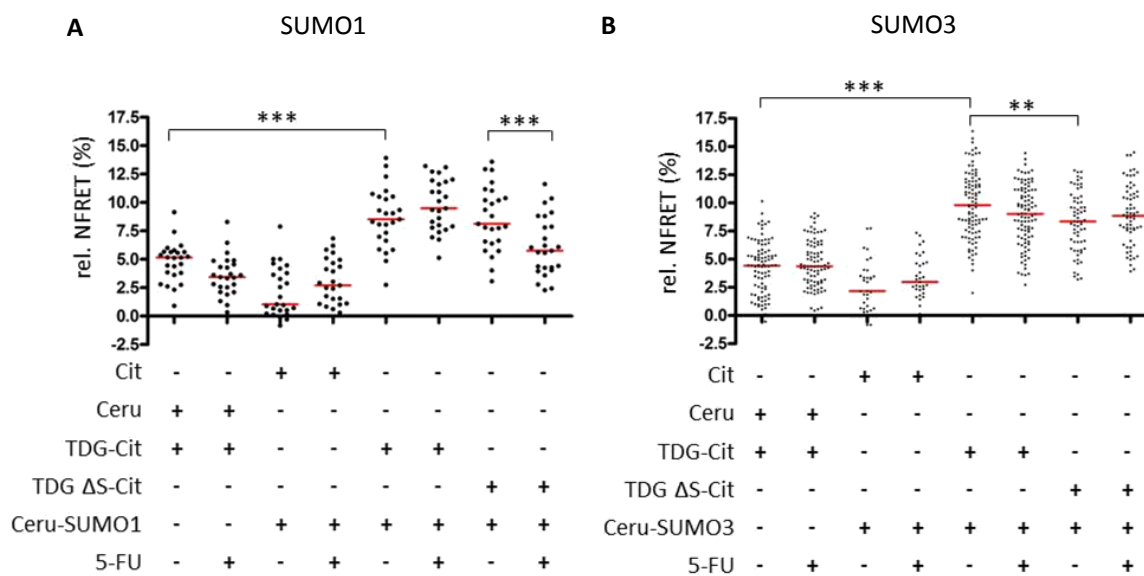 A SUMO1
*** ***
rel. NFRET (%)
17.5
15.0
12.5
10.0
7.5
5.0
2.5
0.0
-2.5
Cit - - + + - - - -
Ceru + + - - - - - -
TDG-Cit + + - - + + - -
TDG ΔS-Cit - - - - - - + +
Ceru-SUMO1 - - + + + + + +
5-FU - + - + - + - +
B SUMO3
*** **
rel. NFRET (%)
17.5
15.0
12.5
10.0
7.5
5.0
2.5
0.0
-2.5
Cit - - + + - - - -
Ceru + + - - - - - -
TDG-Cit + + - - + + - -
TDG ΔS-Cit - - - - - - + +
Ceru-SUMO3 - - + + + + + +
5-FU - + - + - + - +